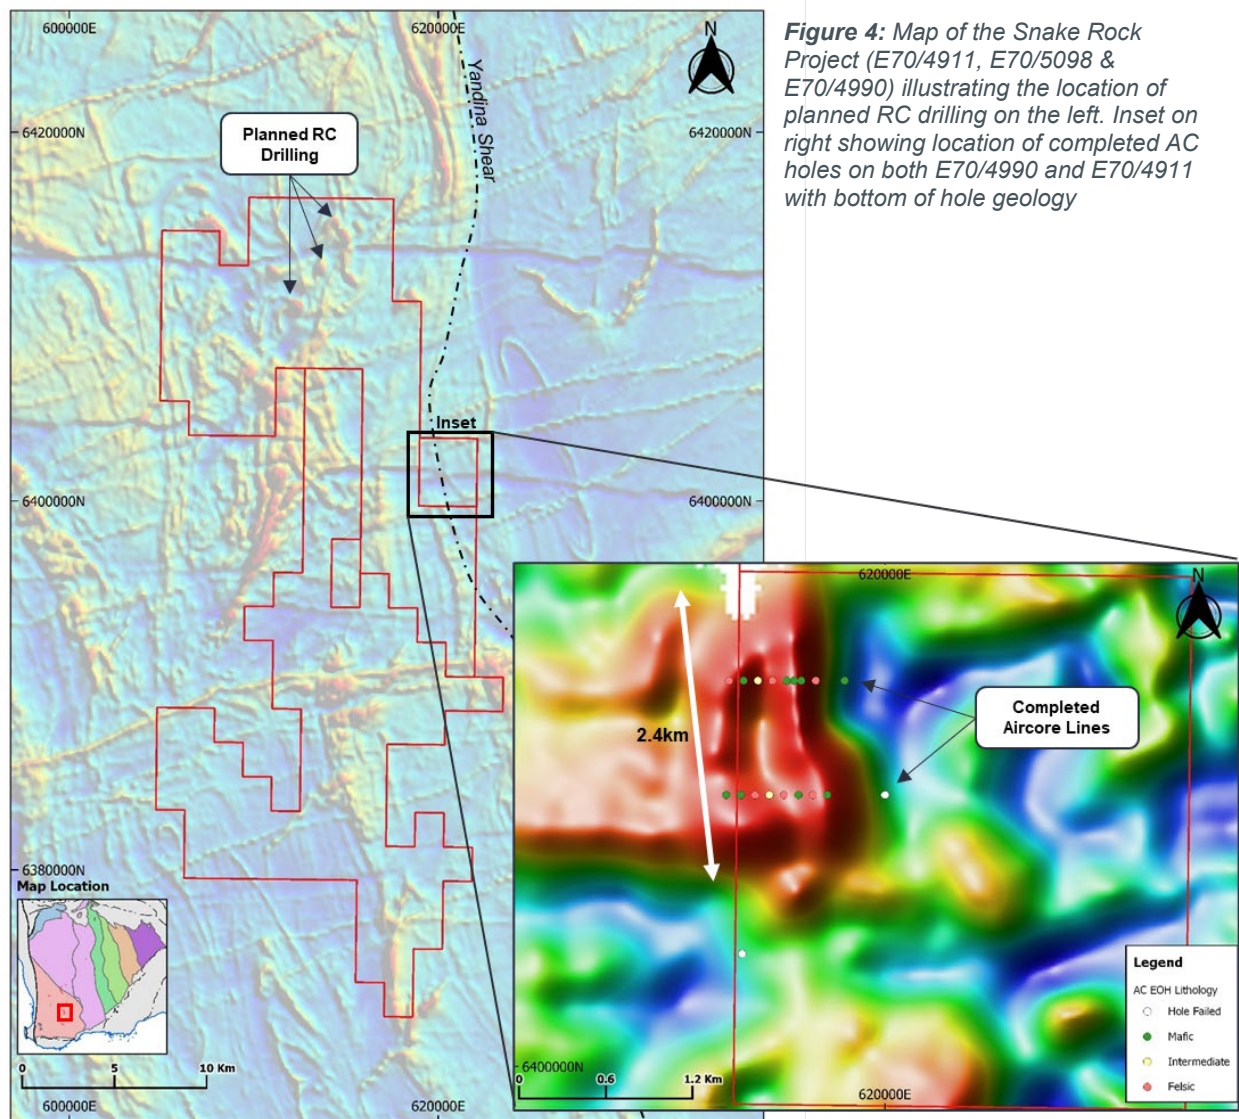 600000E
620000E
N
Figure 4: Map of the Snake Rock
Project (E70/4911, E70/5098 &
E70/4990) illustrating the location of
planned RC drilling on the left. Inset on
right showing location of completed AC
holes on both E70/4990 and E70/4911
with bottom of hole geology
Yandina Shear
6420000N
6420000N
Planned RC
Drilling
Inset
6400000N
6400000N
620000E
N
2.4km
Completed
Aircore Lines
6380000N
Map Location
Legend
AC EOH Lithology
Hole Failed
Mafic
Intermediate
Felsic
6400000N
0
0.6
1.2 Km
620000E
0
5
10 Km
600000E
620000E